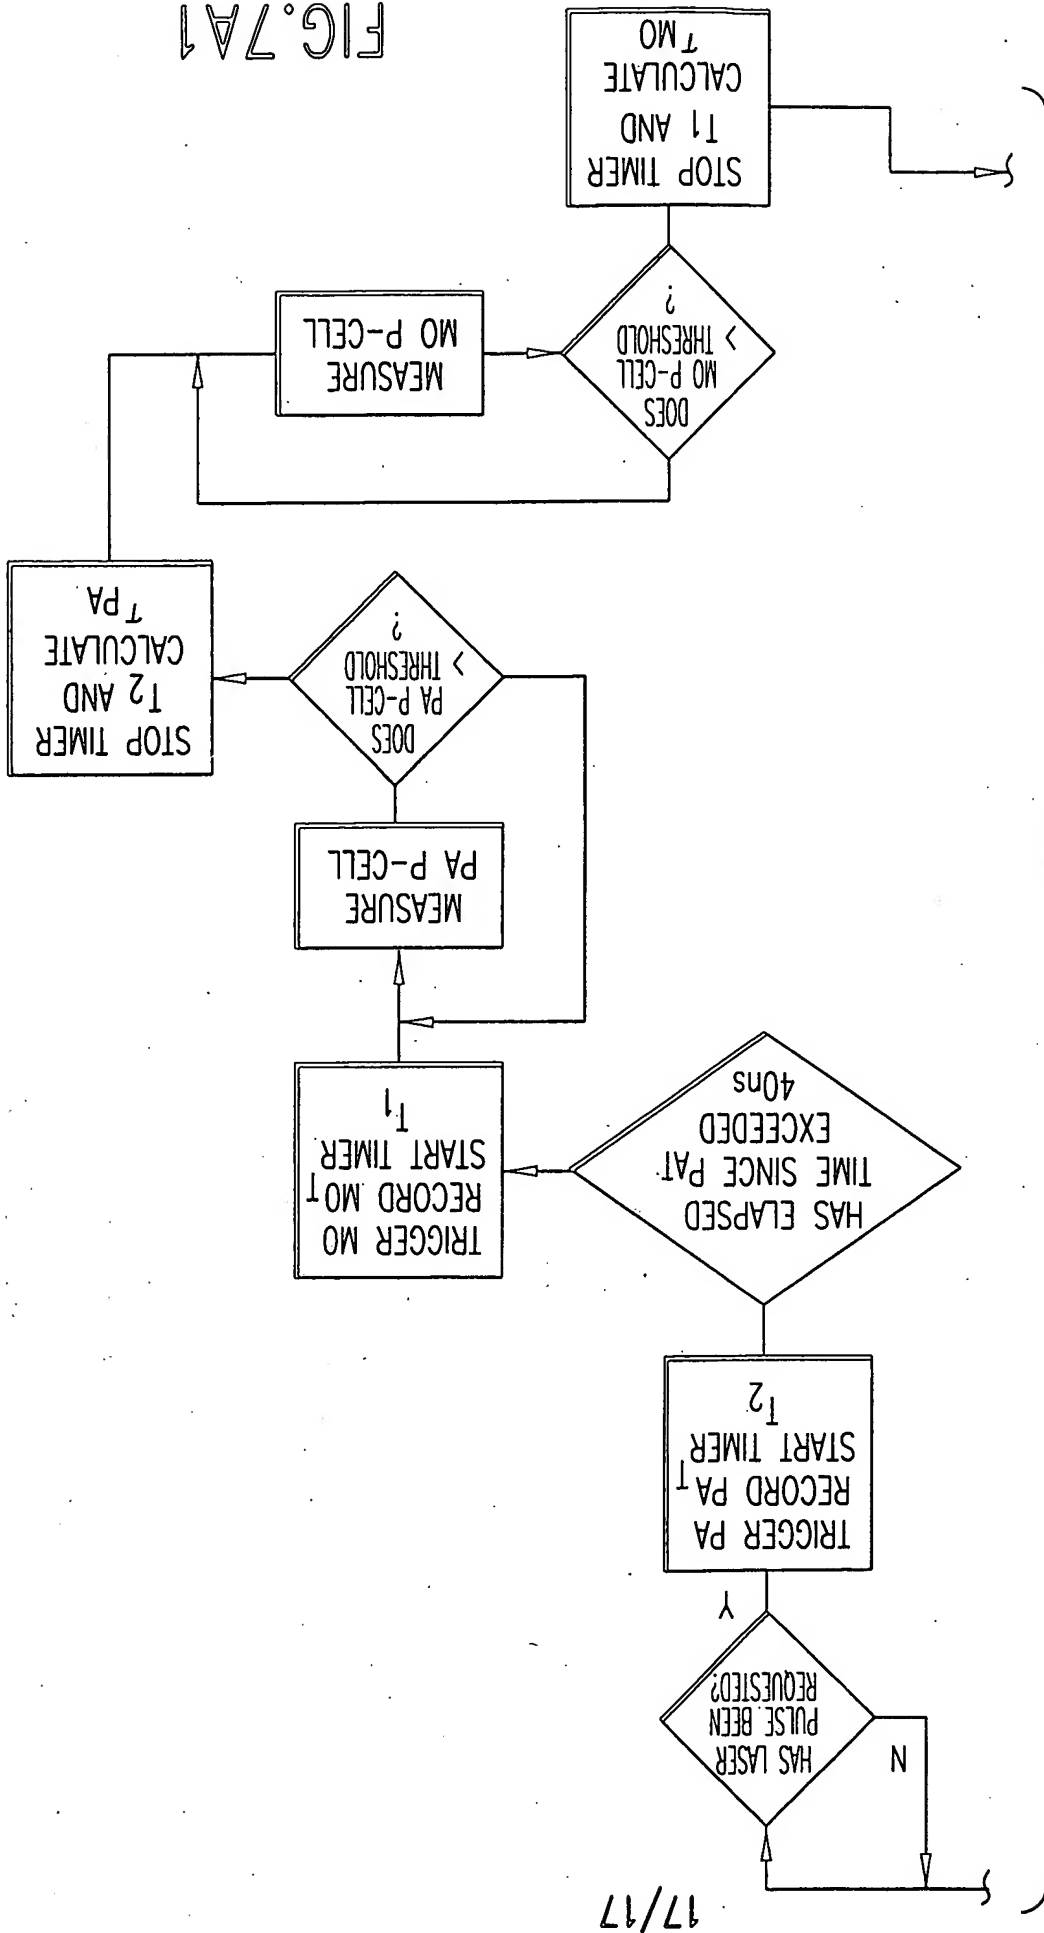 17/17
HAS LASER
PULSE BEEN
REQUESTED?
N
Y
TRIGGER PA
RECORD PAT
START TIMER
T2
HAS ELAPSED
TIME SINCE PAT
EXCEEDED
40ns
TRIGGER MO
RECORD MOT
START TIMER
T1
MEASURE
PA P-CELL
DOES
PA P-CELL
> THRESHOLD
?
STOP TIMER
T2 AND
CALCULATE
τPA
MEASURE
MO P-CELL
DOES
MO P-CELL
> THRESHOLD
?
STOP TIMER
T1 AND
CALCULATE
τMO
FIG.7A1